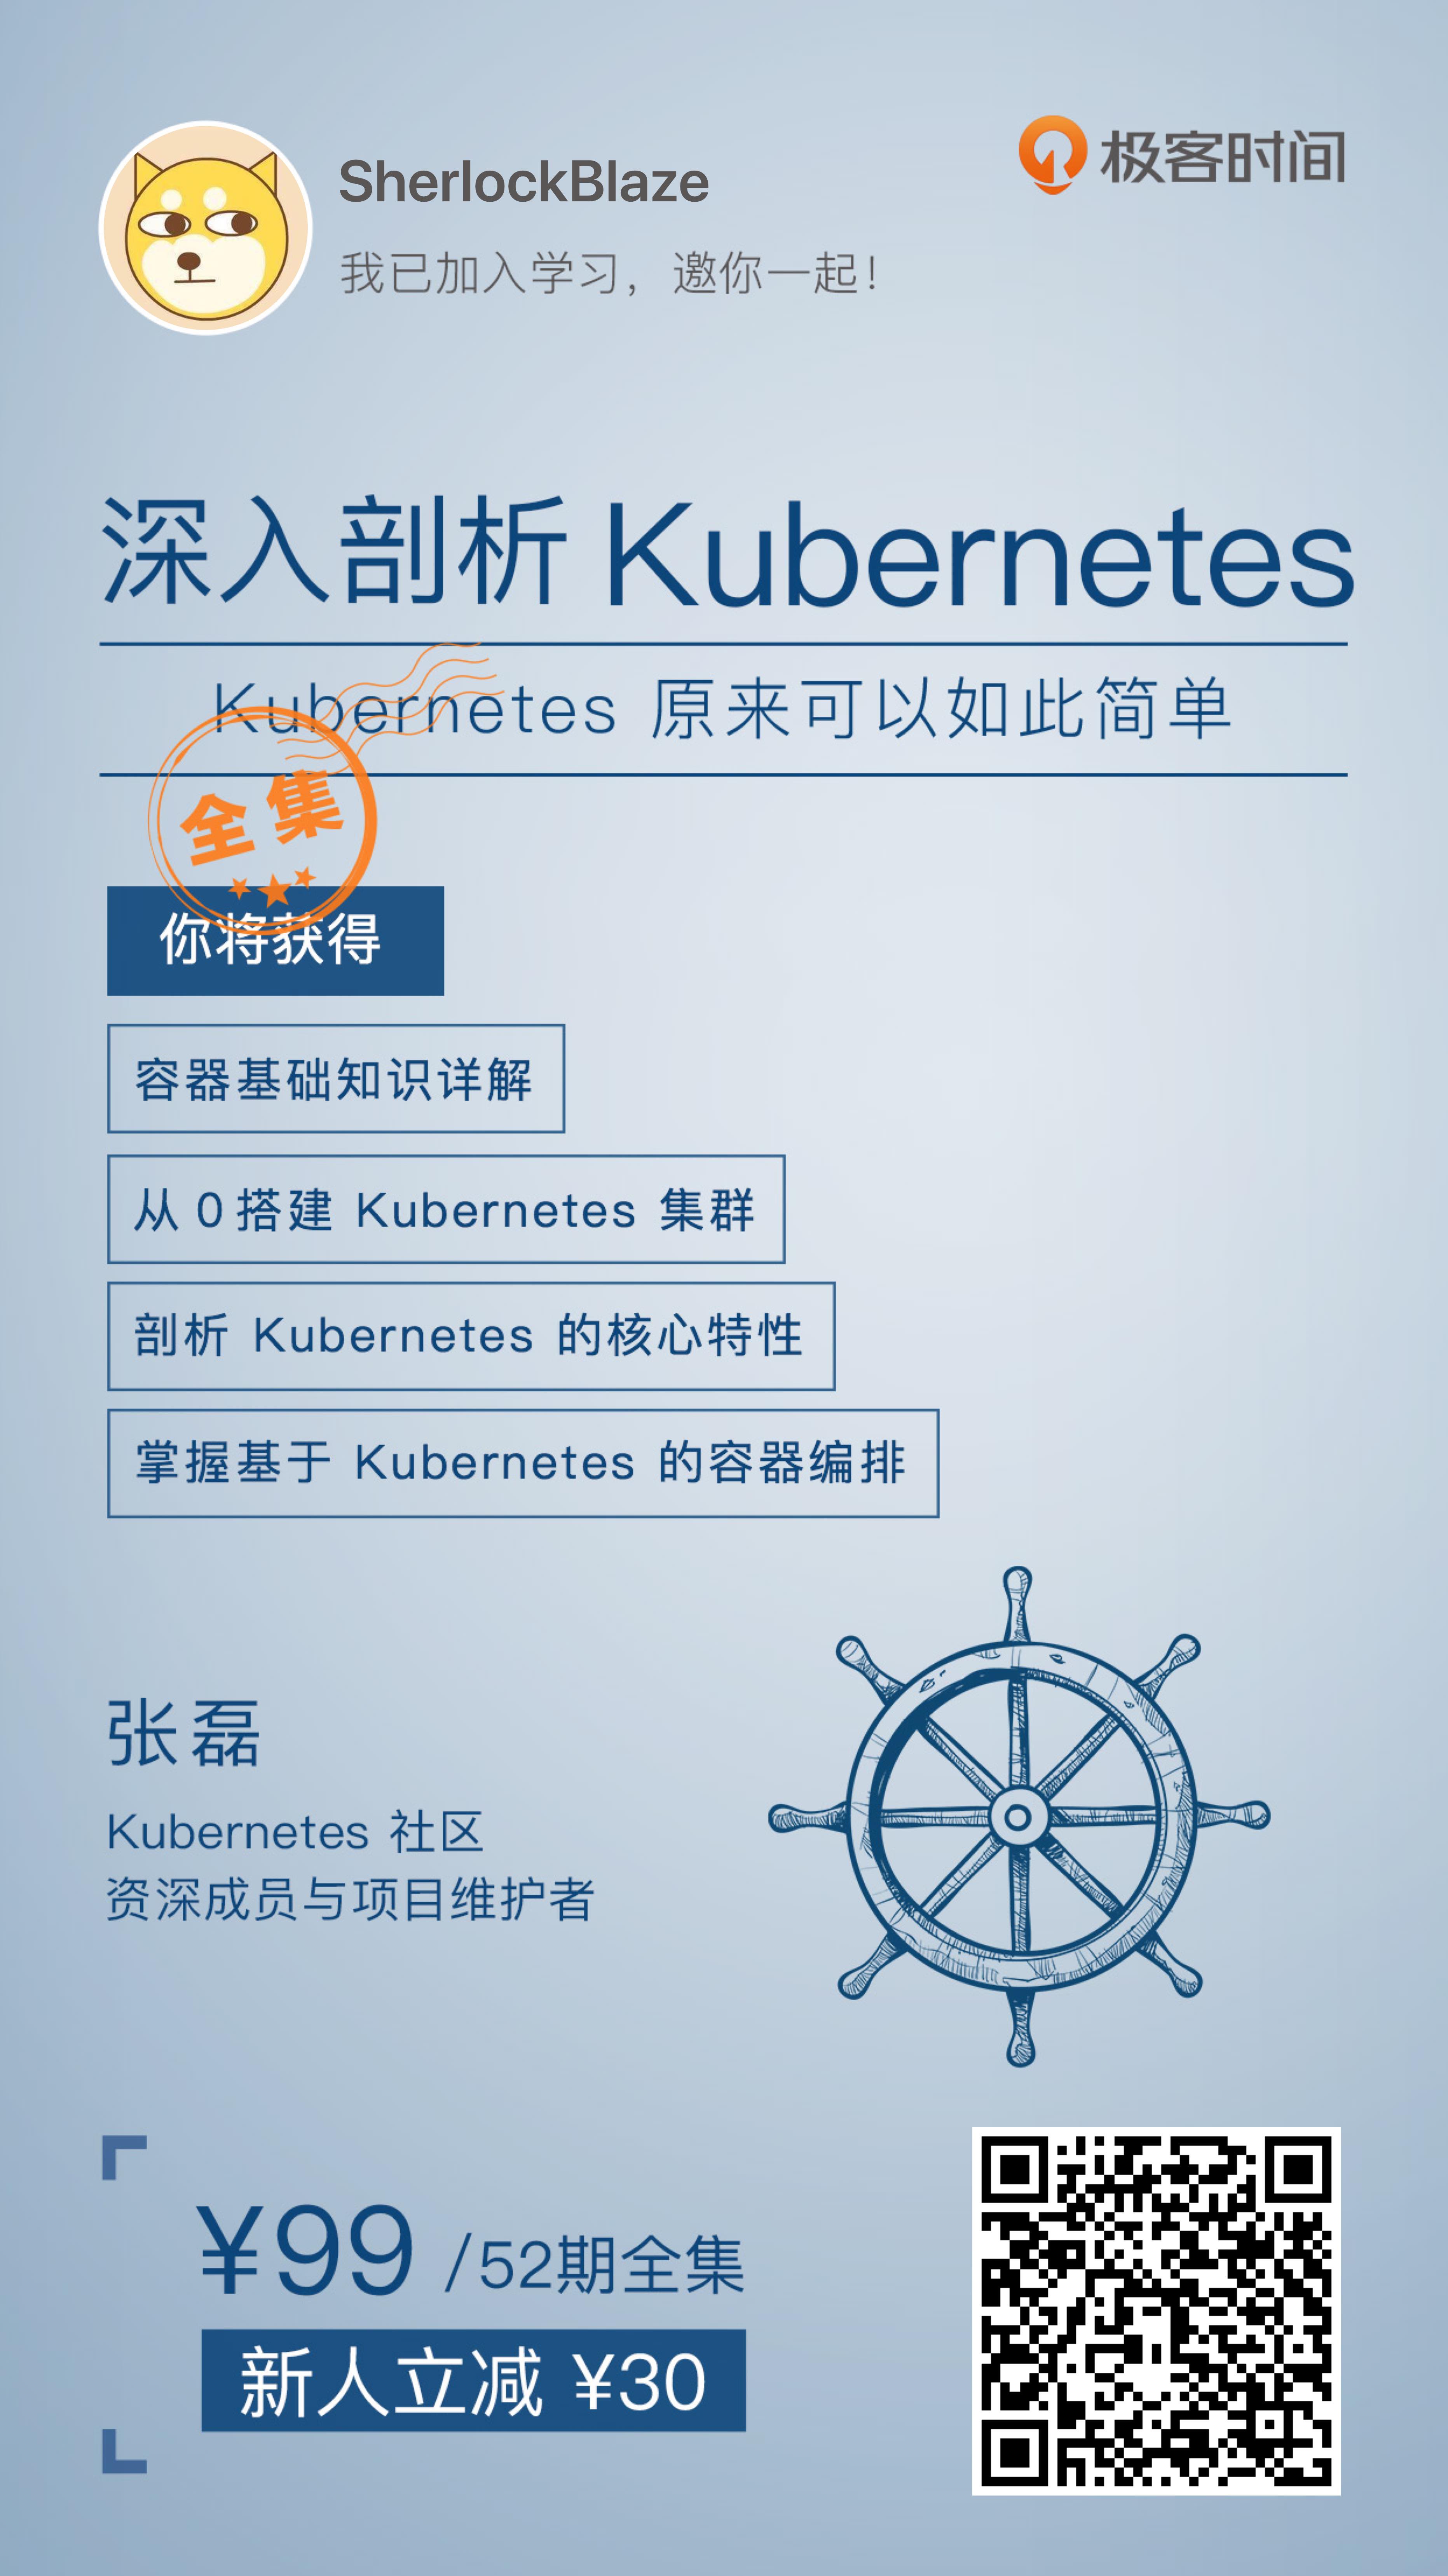 SherlockBlaze
极客时间
我已加入学习，邀你一起！
深入剖析 Kubernetes
Kubernetes 原来可以如此简单
全集
你将获得
容器基础知识详解
从 0 搭建 Kubernetes 集群
剖析 Kubernetes 的核心特性
掌握基于 Kubernetes 的容器编排
张磊
Kubernetes 社区
资深成员与项目维护者
¥99 /52期全集
新人立减 ¥30